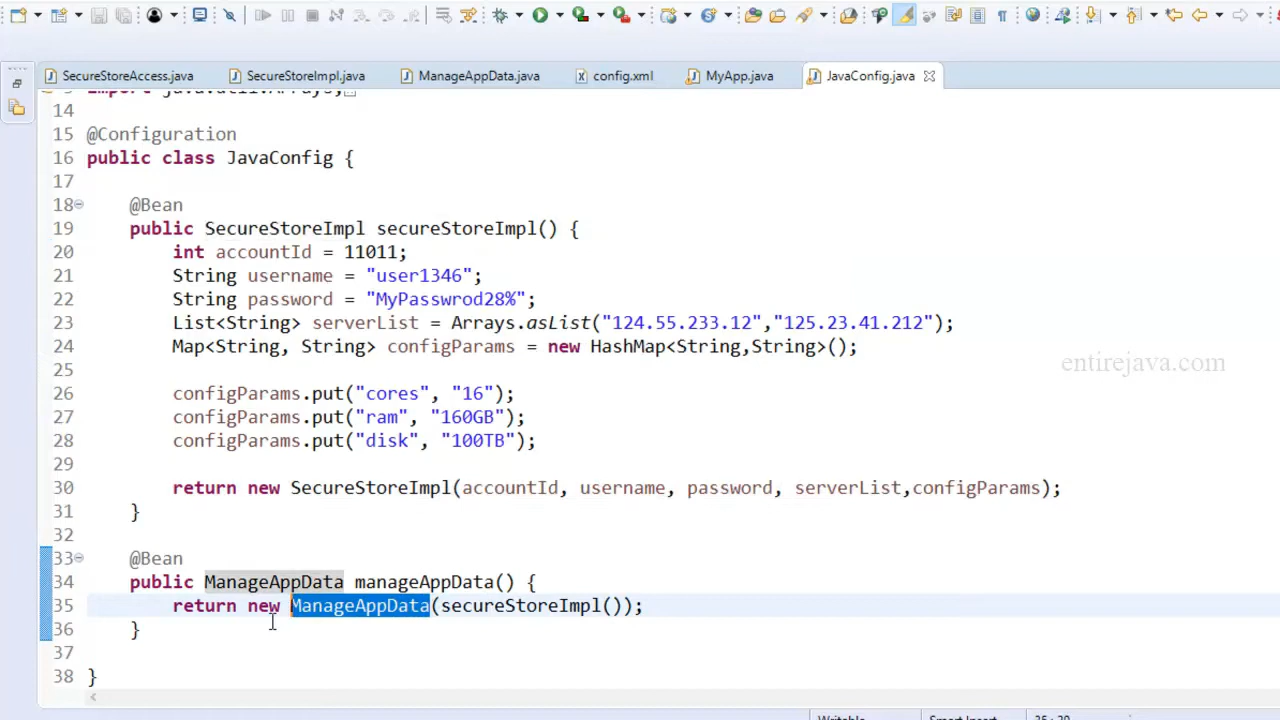 SecureStoreAccess.java SecureStoreImpl.java ManageAppData.java config.xml MyApp.java JavaConfig.java
14
15 @Configuration
16 public class JavaConfig {
17
18 @Bean
19 public SecureStoreImpl secureStoreImpl() {
20 int accountId = 11011;
21 String username = "user1346";
22 String password = "MyPasswrod28%";
23 List<String> serverList = Arrays.asList("124.55.233.12","125.23.41.212");
24 Map<String, String> configParams = new HashMap<String,String>();
entirejava.com
25
26 configParams.put("cores", "16");
27 configParams.put("ram", "160GB");
28 configParams.put("disk", "100TB");
29
30 return new SecureStoreImpl(accountId, username, password, serverList,configParams);
31 }
32
33 @Bean
34 public ManageAppData manageAppData() {
35 return new ManageAppData(secureStoreImpl());
36 }
37
38 }